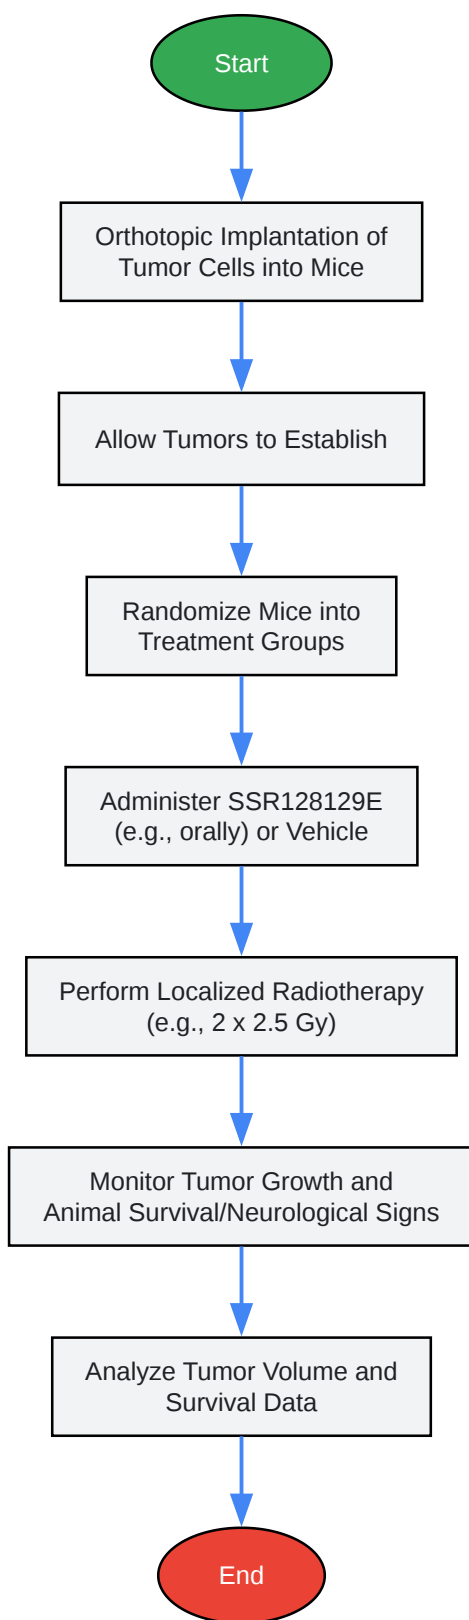 Start
Orthotopic Implantation of
Tumor Cells into Mice
Allow Tumors to Establish
Randomize Mice into
Treatment Groups
Administer SSR128129E
(e.g., orally) or Vehicle
Perform Localized Radiotherapy
(e.g., 2 x 2.5 Gy)
Monitor Tumor Growth and
Animal Survival/Neurological Signs
Analyze Tumor Volume and
Survival Data
End